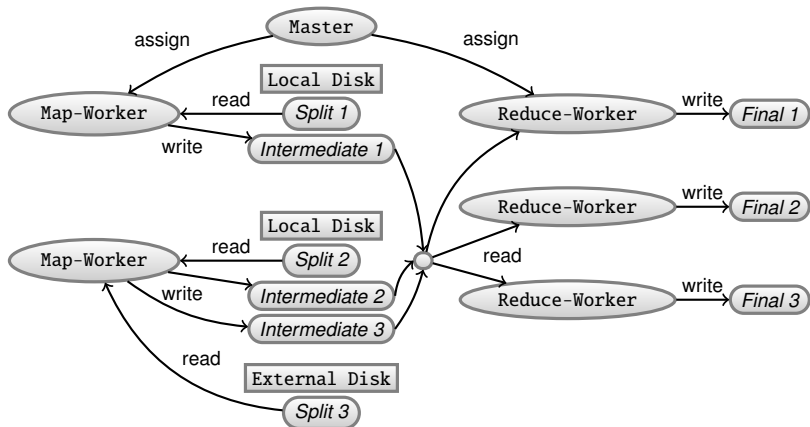 Master
assign
assign
Local Disk
read
Split 1
Map-Worker
write
Intermediate 1
Reduce-Worker
write
Final 1
Local Disk
read
Split 2
Map-Worker
write
Intermediate 2
Intermediate 3
read
External Disk
Split 3
Reduce-Worker
write
Final 2
read
Reduce-Worker
write
Final 3